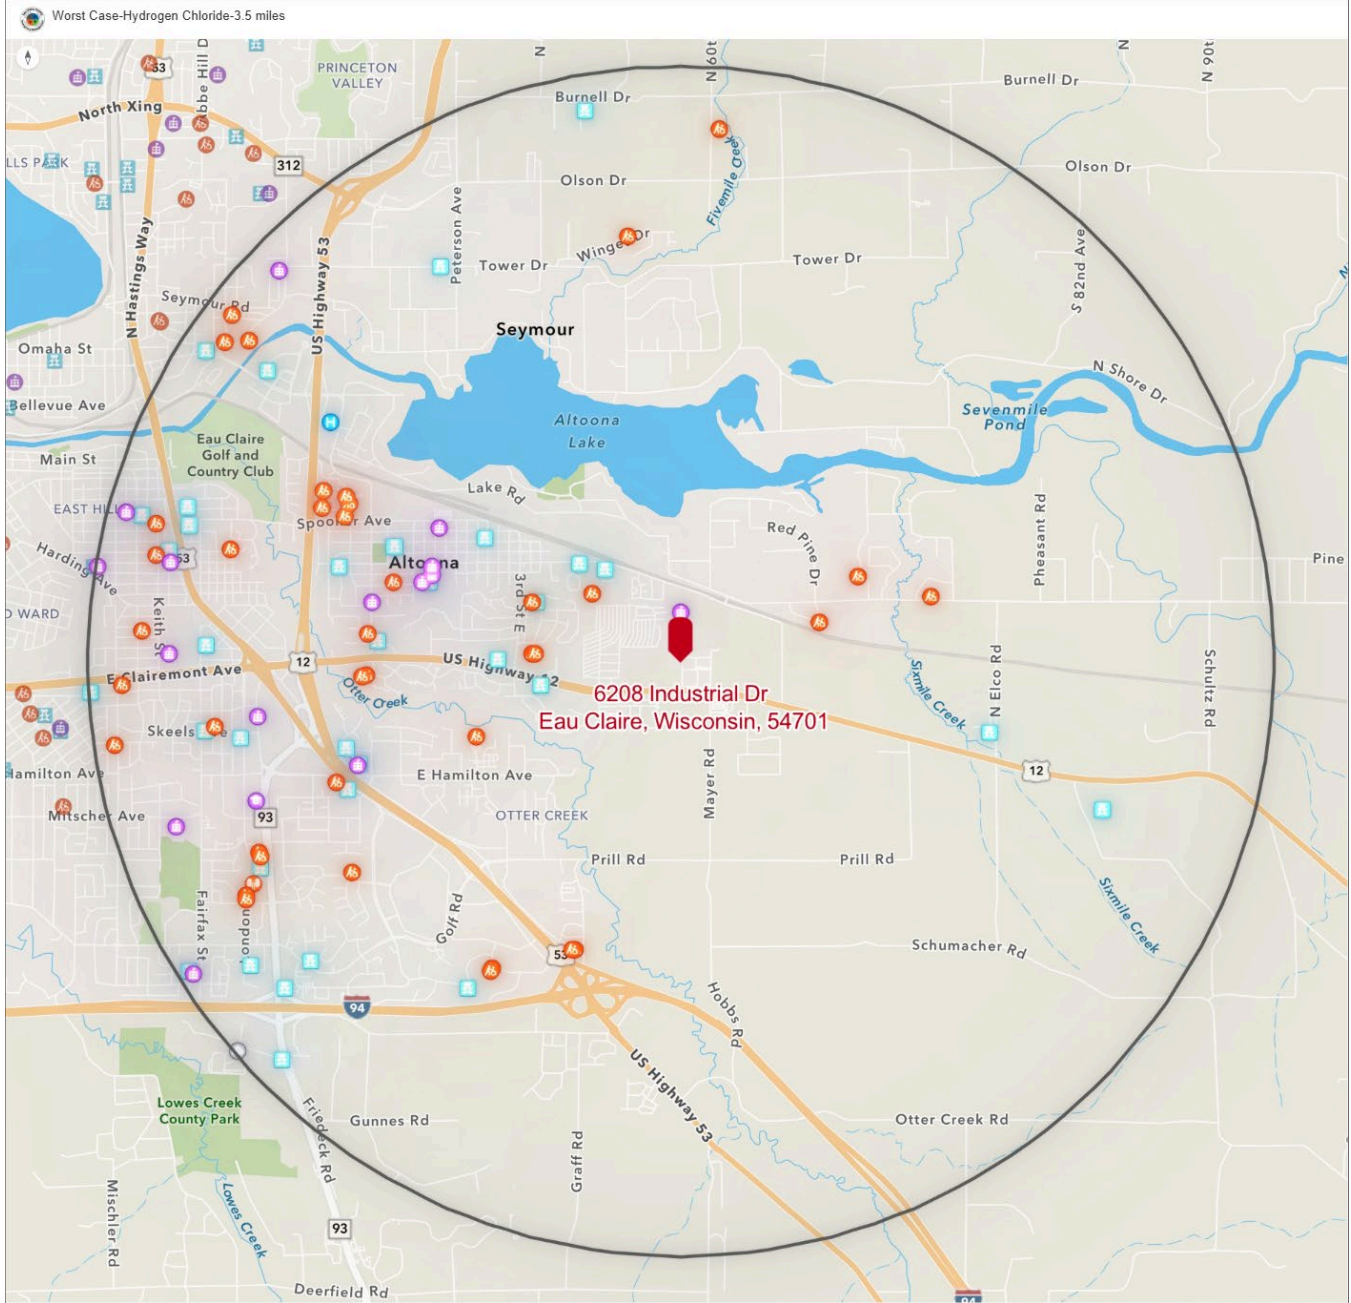 Worst Case-Hydrogen Chloride-3.5 miles
53
PRINCETON
VALLEY
N
N 60t
N
N 90t
Burnell Dr
Burnell Dr
North Xing
312
LLS PARK
Olson Dr
Olson Dr
Fivemile Creek
Peterson Ave
N Hastings Way
US Highway 53
Tower Dr
Tower Dr
S 82nd Ave
Seymour Rd
Seymour
Omaha St
N Shore Dr
Bellevue Ave
Altoona
Lake
Sevenmile
Pond
Eau Claire
Golf and
Country Club
Main St
H
Lake Rd
EAST HILL
Red Pine Dr
Pheasant Rd
Harding Ave
53
Altoona
Pine
3rd St E
D WARD
Keith St
12
E Clairemont Ave
US Highway 12
Otter Creek
6208 Industrial Dr
Eau Claire, Wisconsin, 54701
Sixmile Creek
N Elco Rd
Schultz Rd
Hamilton Ave
E Hamilton Ave
Mayer Rd
12
Mitscher Ave
93
OTTER CREEK
Prill Rd
Prill Rd
Fairfax St
Golf Rd
Sixmile Creek
53
Schumacher Rd
94
Hobbs Rd
US Highway 53
Lowes Creek
County Park
Friedeck Rd
Gunnes Rd
Graff Rd
Otter Creek Rd
Mischler Rd
Lowes Creek
93
Deerfield Rd
94